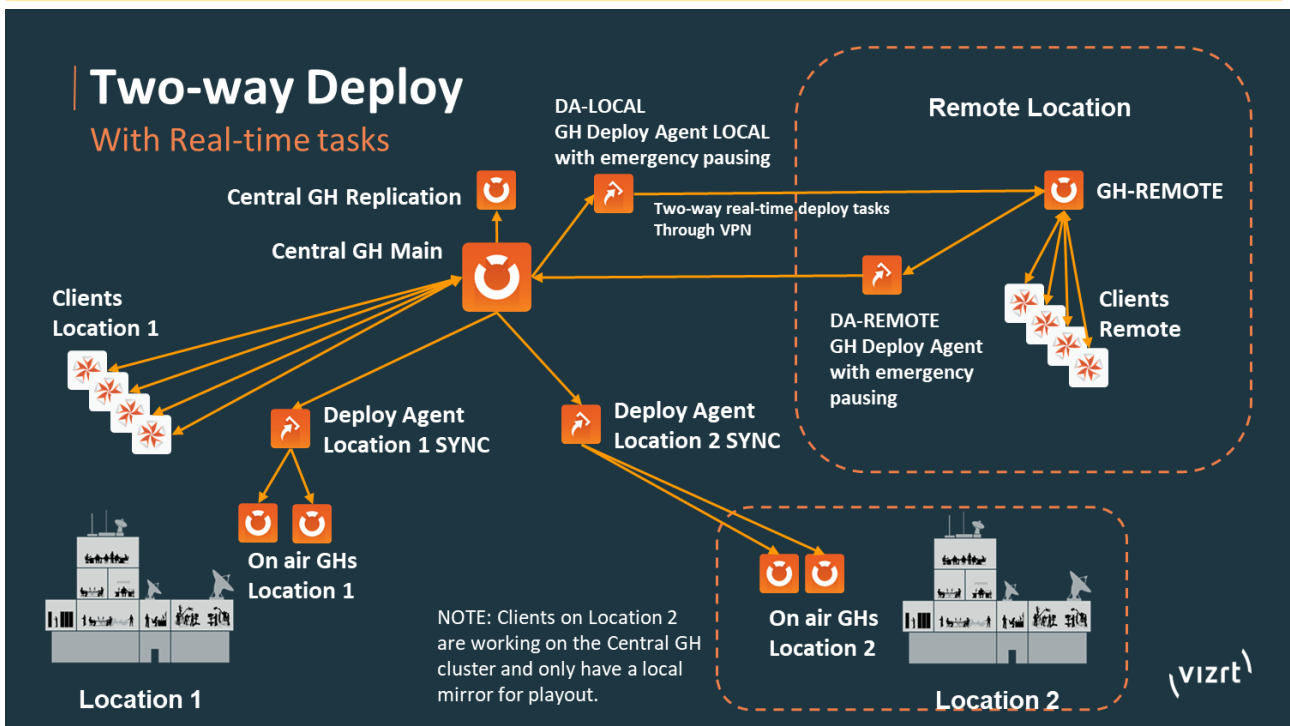 Two-way Deploy
With Real-time tasks
DA-LOCAL
GH Deploy Agent LOCAL
with emergency pausing
Remote Location
Central GH Replication
GH-REMOTE
Two-way real-time deploy tasks
Through VPN
Central GH Main
Clients
Location 1
Clients
Remote
DA-REMOTE
GH Deploy Agent
with emergency
pausing
Deploy Agent
Location 1 SYNC
Deploy Agent
Location 2 SYNC
On air GHs
Location 1
NOTE: Clients on Location 2
are working on the Central GH
cluster and only have a local
mirror for playout.
On air GHs
Location 2
Location 1
Location 2
vizrt